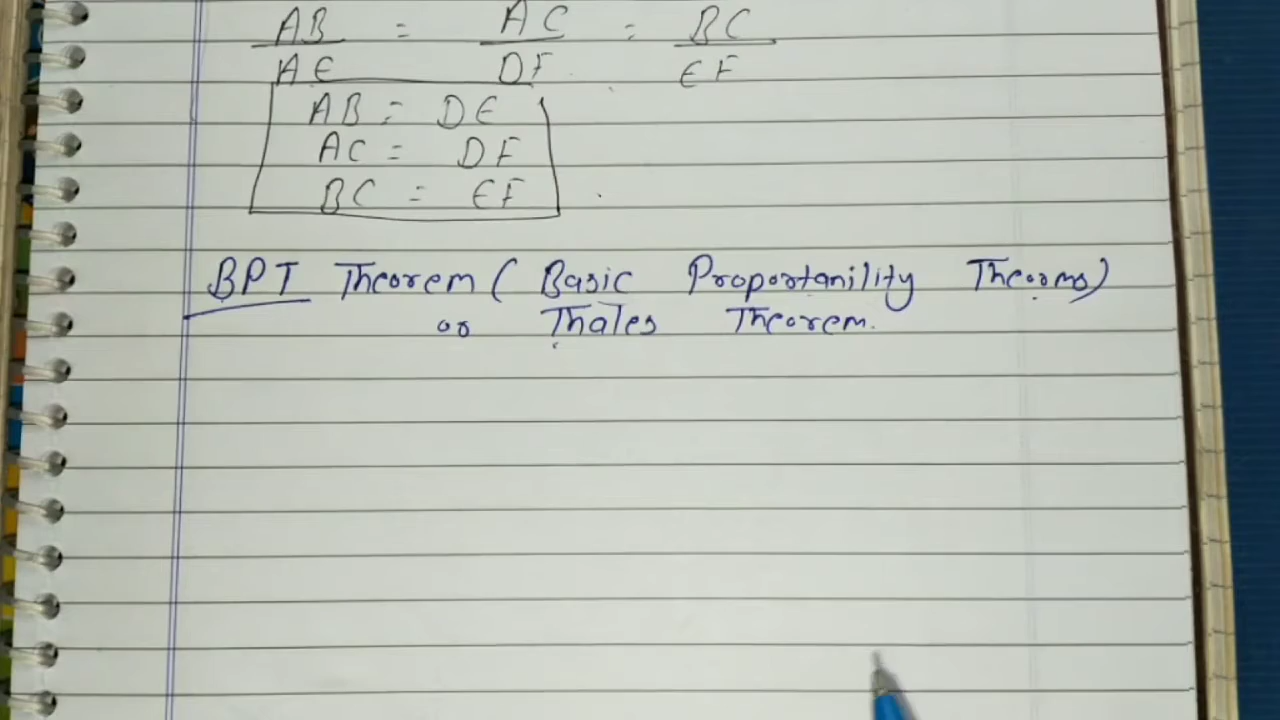 AB = AC = BC
AE DF EF
AB = DE
AC = DF
BC = EF
BPT Theorem ( Basic Proportanility Theorms)
or Thales Theorem.